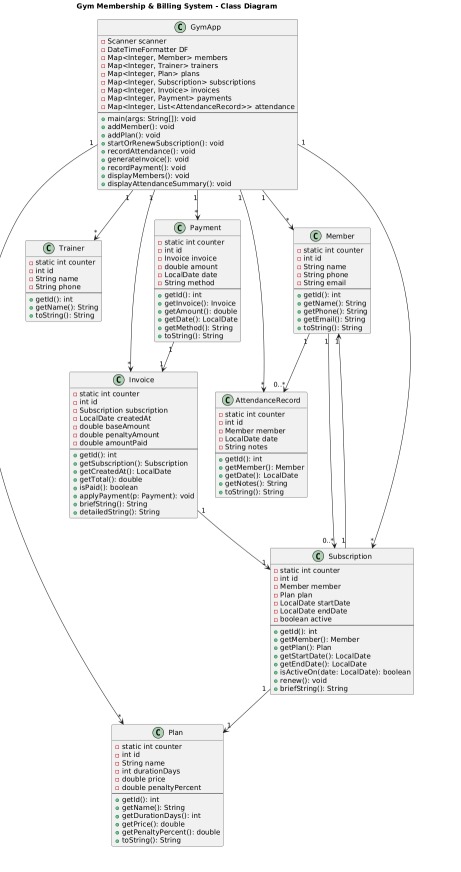 Gym Membership & Billing System - Class Diagram
C GymApp
Scanner scanner
DateTimeFormatter DF
Map<Integer, Member> members
Map<Integer, Trainer> trainers
Map<Integer, Plan> plans
Map<Integer, Subscription> subscriptions
Map<Integer, Invoice> invoices
Map<Integer, Payment> payments
Map<Integer, List<AttendanceRecord>> attendance
main(args: String[]): void
addMember(): void
addPlan(): void
startOrRenewSubscription(): void
recordAttendance(): void
generateInvoice(): void
recordPayment(): void
displayMembers(): void
displayAttendanceSummary(): void
1
1
1 1 1 1 1
* * *
C Trainer
static int counter
int id
String name
String phone
getId(): int
getName(): String
toString(): String
C Payment
static int counter
int id
Invoice invoice
double amount
LocalDate date
String method
getId(): int
getInvoice(): Invoice
getAmount(): double
getDate(): LocalDate
getMethod(): String
toString(): String
C Member
static int counter
int id
String name
String phone
String email
getId(): int
getName(): String
getPhone(): String
getEmail(): String
toString(): String
1 1 1 1
* 1 * 0..*
C Invoice
static int counter
int id
Subscription subscription
LocalDate createdAt
double baseAmount
double penaltyAmount
double amountPaid
getId(): int
getSubscription(): Subscription
getCreatedAt(): LocalDate
getTotal(): double
isPaid(): boolean
applyPayment(p: Payment): void
briefString(): String
detailedString(): String
C AttendanceRecord
static int counter
int id
Member member
LocalDate date
String notes
getId(): int
getMember(): Member
getDate(): LocalDate
getNotes(): String
toString(): String
1
0..* 1 *
1
C Subscription
static int counter
int id
Member member
Plan plan
LocalDate startDate
LocalDate endDate
boolean active
getId(): int
getMember(): Member
getPlan(): Plan
getStartDate(): LocalDate
getEndDate(): LocalDate
isActiveOn(date: LocalDate): boolean
renew(): void
briefString(): String
1
* 1
C Plan
static int counter
int id
String name
int durationDays
double price
double penaltyPercent
getId(): int
getName(): String
getDurationDays(): int
getPrice(): double
getPenaltyPercent(): double
toString(): String